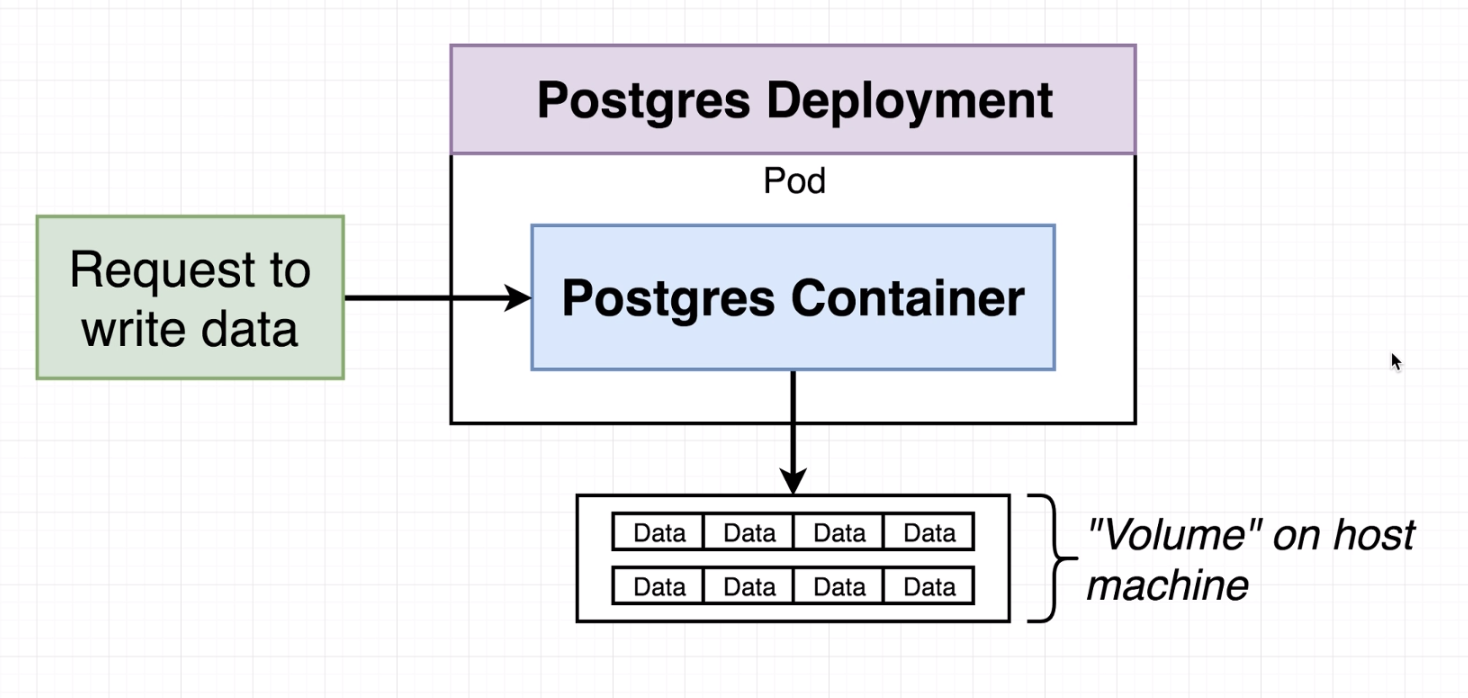 Postgres Deployment
Pod
Request to
write data
Postgres Container
Data Data Data Data
Data Data Data Data
"Volume" on host
machine